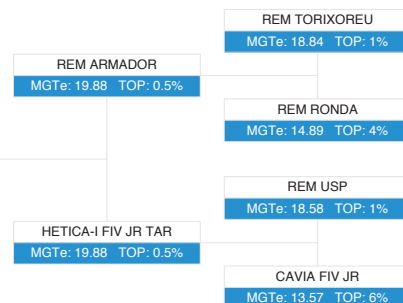 REM TORIXOREU
MGTe: 18.84 TOP: 1%
REM ARMADOR
MGTe: 19.88 TOP: 0.5%
REM RONDA
MGTe: 14.89 TOP: 4%
REM USP
MGTe: 18.58 TOP: 1%
HETICA-I FIV JR TAR
MGTe: 19.88 TOP: 0.5%
CAVIA FIV JR
MGTe: 13.57 TOP: 6%